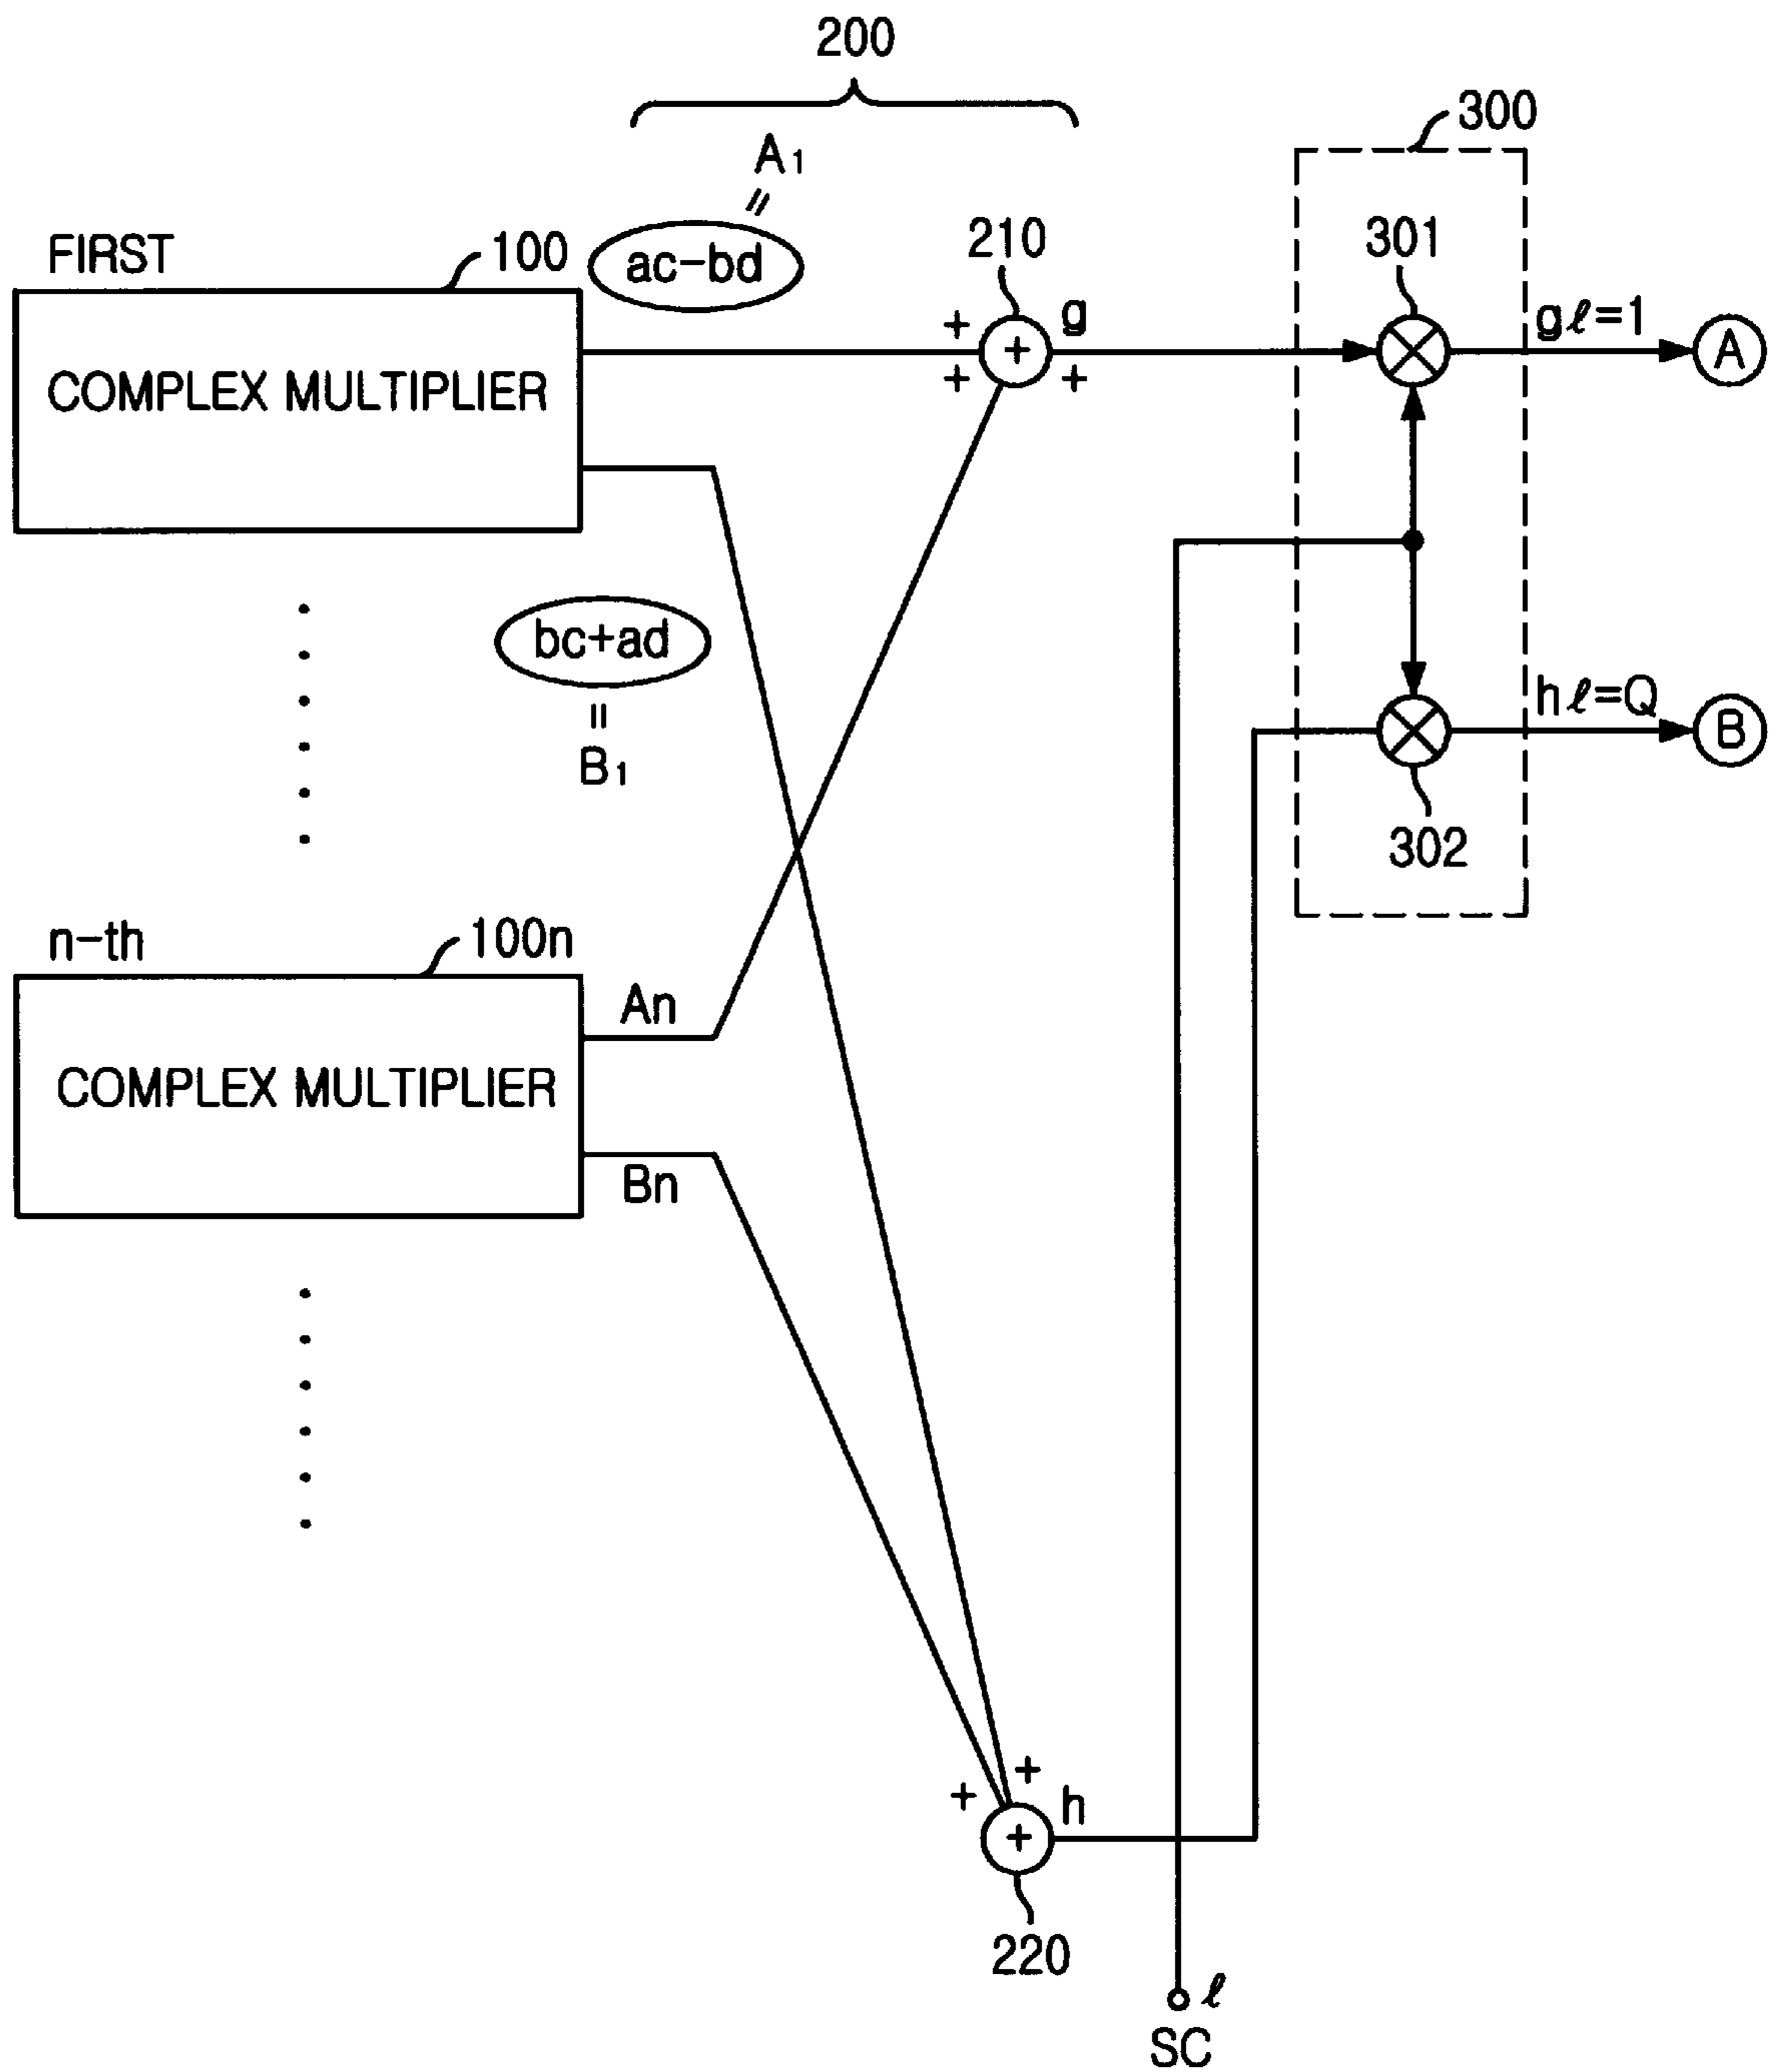 200
A1
=
ac-bd
300
FIRST
100
210
301
COMPLEX MULTIPLIER
+
+
+
g
+
gℓ=1
A
bc+ad
=
B1
hℓ=Q
B
302
n-th
100n
An
COMPLEX MULTIPLIER
Bn
+
+
+
h
220
ℓ
SC